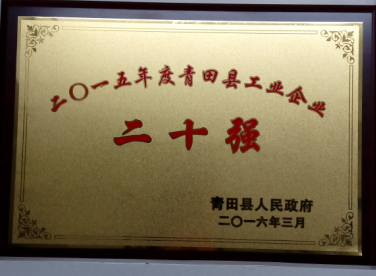 二〇一五年度青田县工业企业
二十强
青田县人民政府
二〇一六年三月